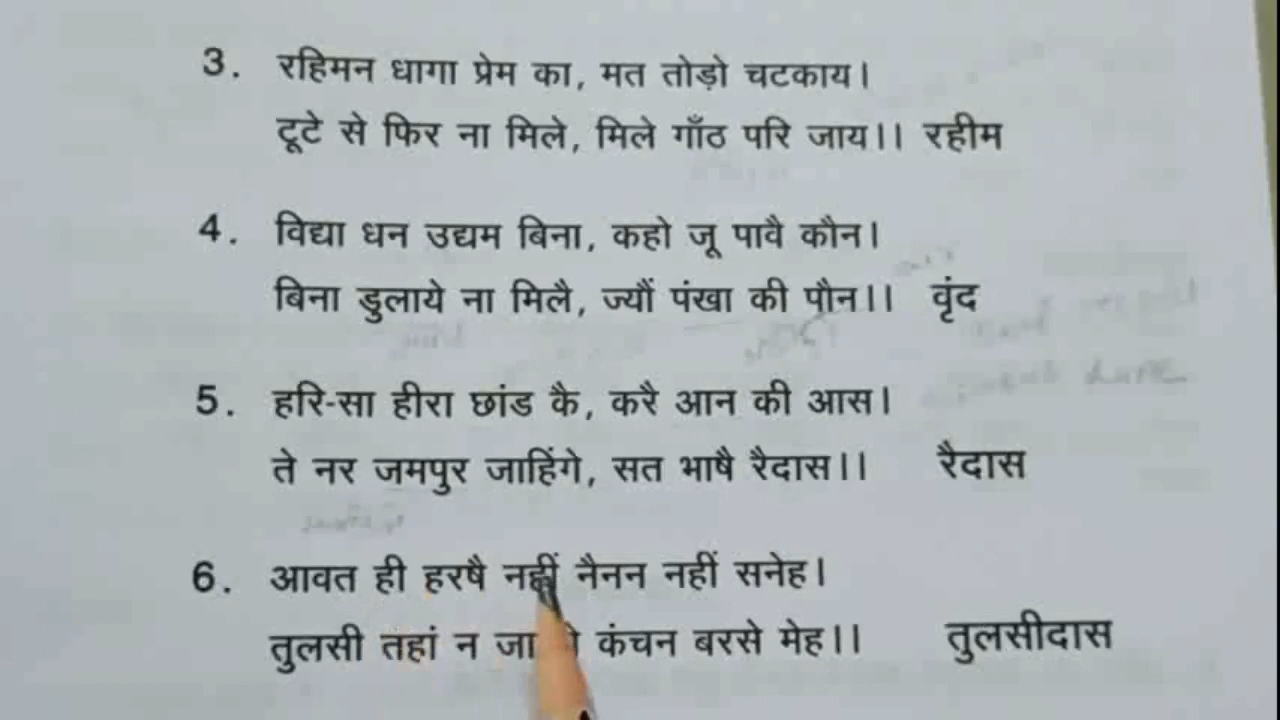 3. रहिमन धागा प्रेम का, मत तोड़ो चटकाय।
टूटे से फिर ना मिले, मिले गाँठ परि जाय।। रहीम
4. विद्या धन उद्यम बिना, कहो जू पावै कौन।
बिना डुलाये ना मिलै, ज्यौं पंखा की पौन।। वृंद
5. हरि-सा हीरा छांड कै, करै आन की आस।
ते नर जमपुर जाहिंगे, सत भाषै रैदास।। रैदास
6. आवत ही हरषै नहीं नैनन नहीं सनेह।
तुलसी तहां न कंचन बरसे मेह।। तुलसीदास